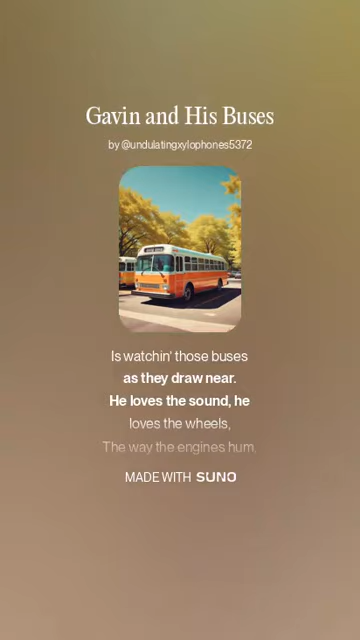 Gavin and His Buses
by @undulatingxylophones5372
Is watchin' those buses
as they draw near.
He loves the sound, he
loves the wheels,
The way the engines hum,
MADE WITH SUNO